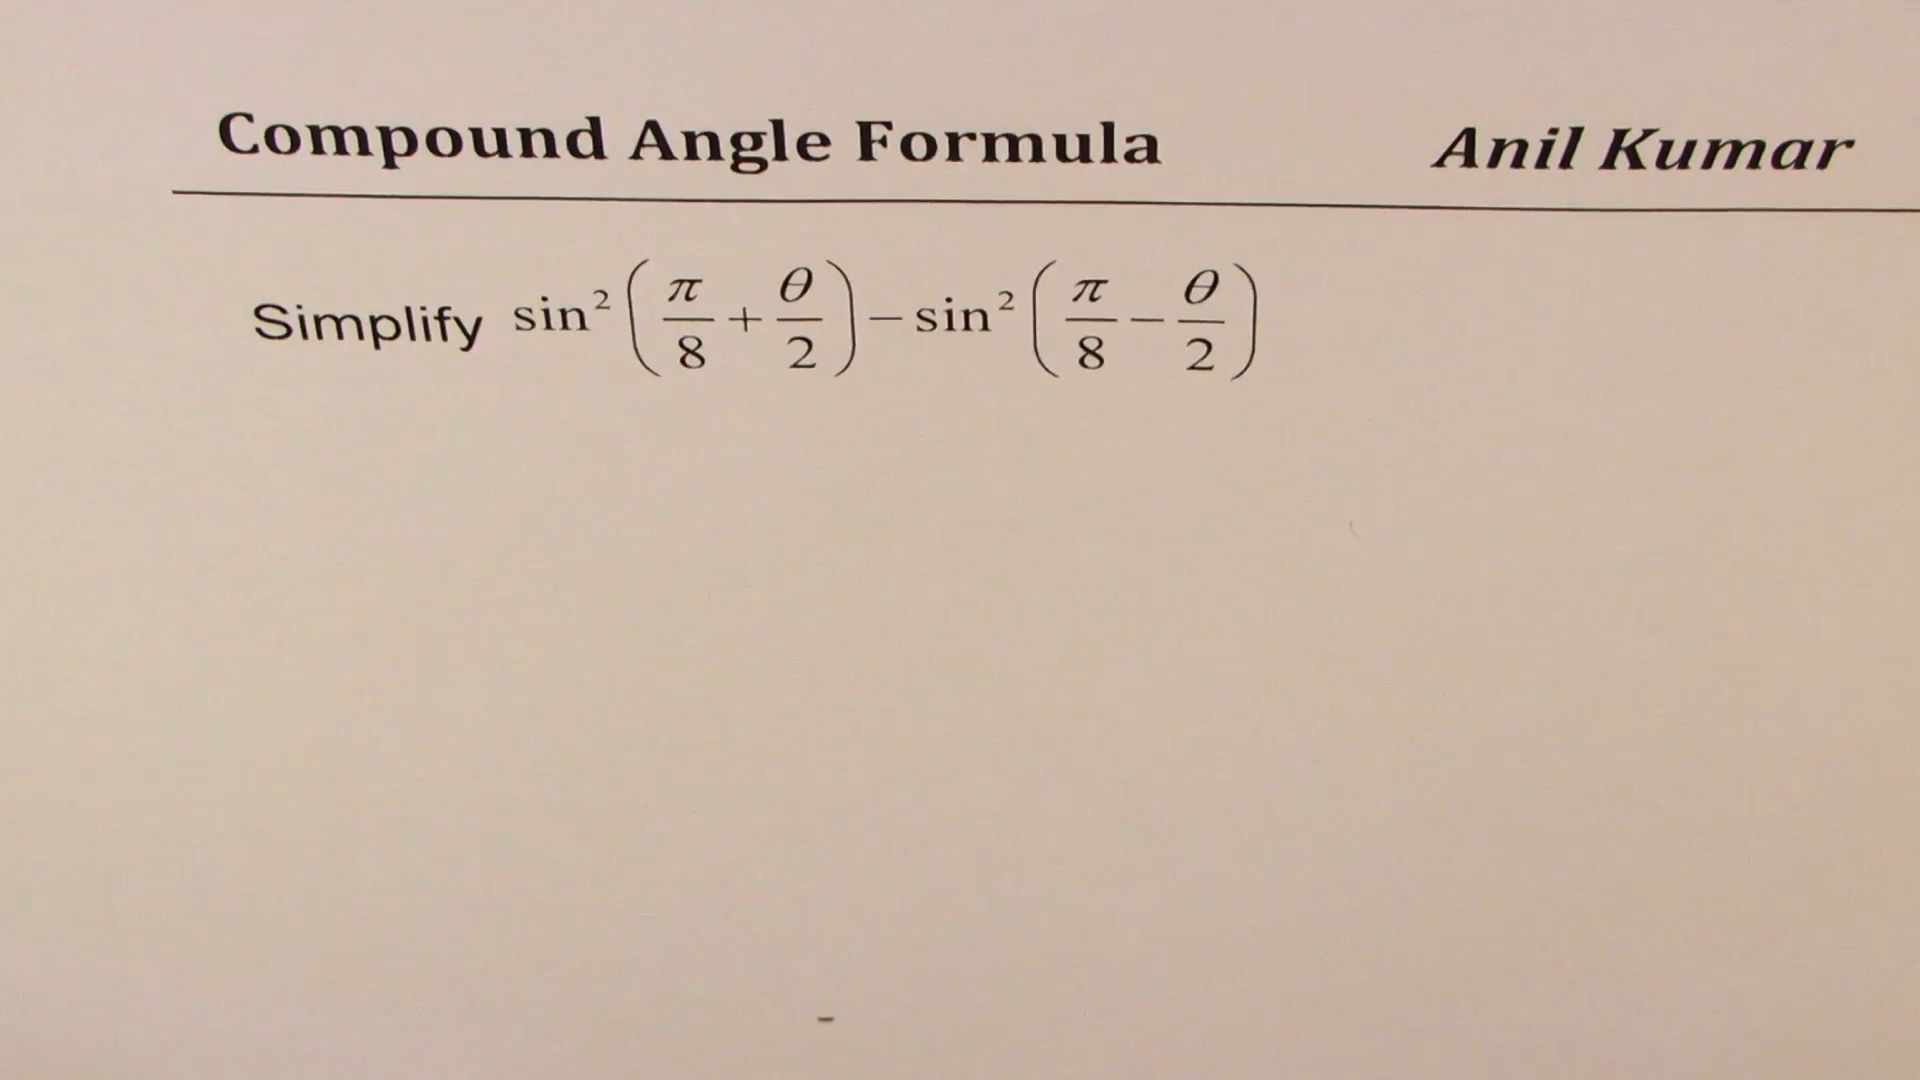 Compound Angle Formula Anil Kumar
Simplify sin² (π/8 + θ/2) − sin² (π/8 − θ/2)